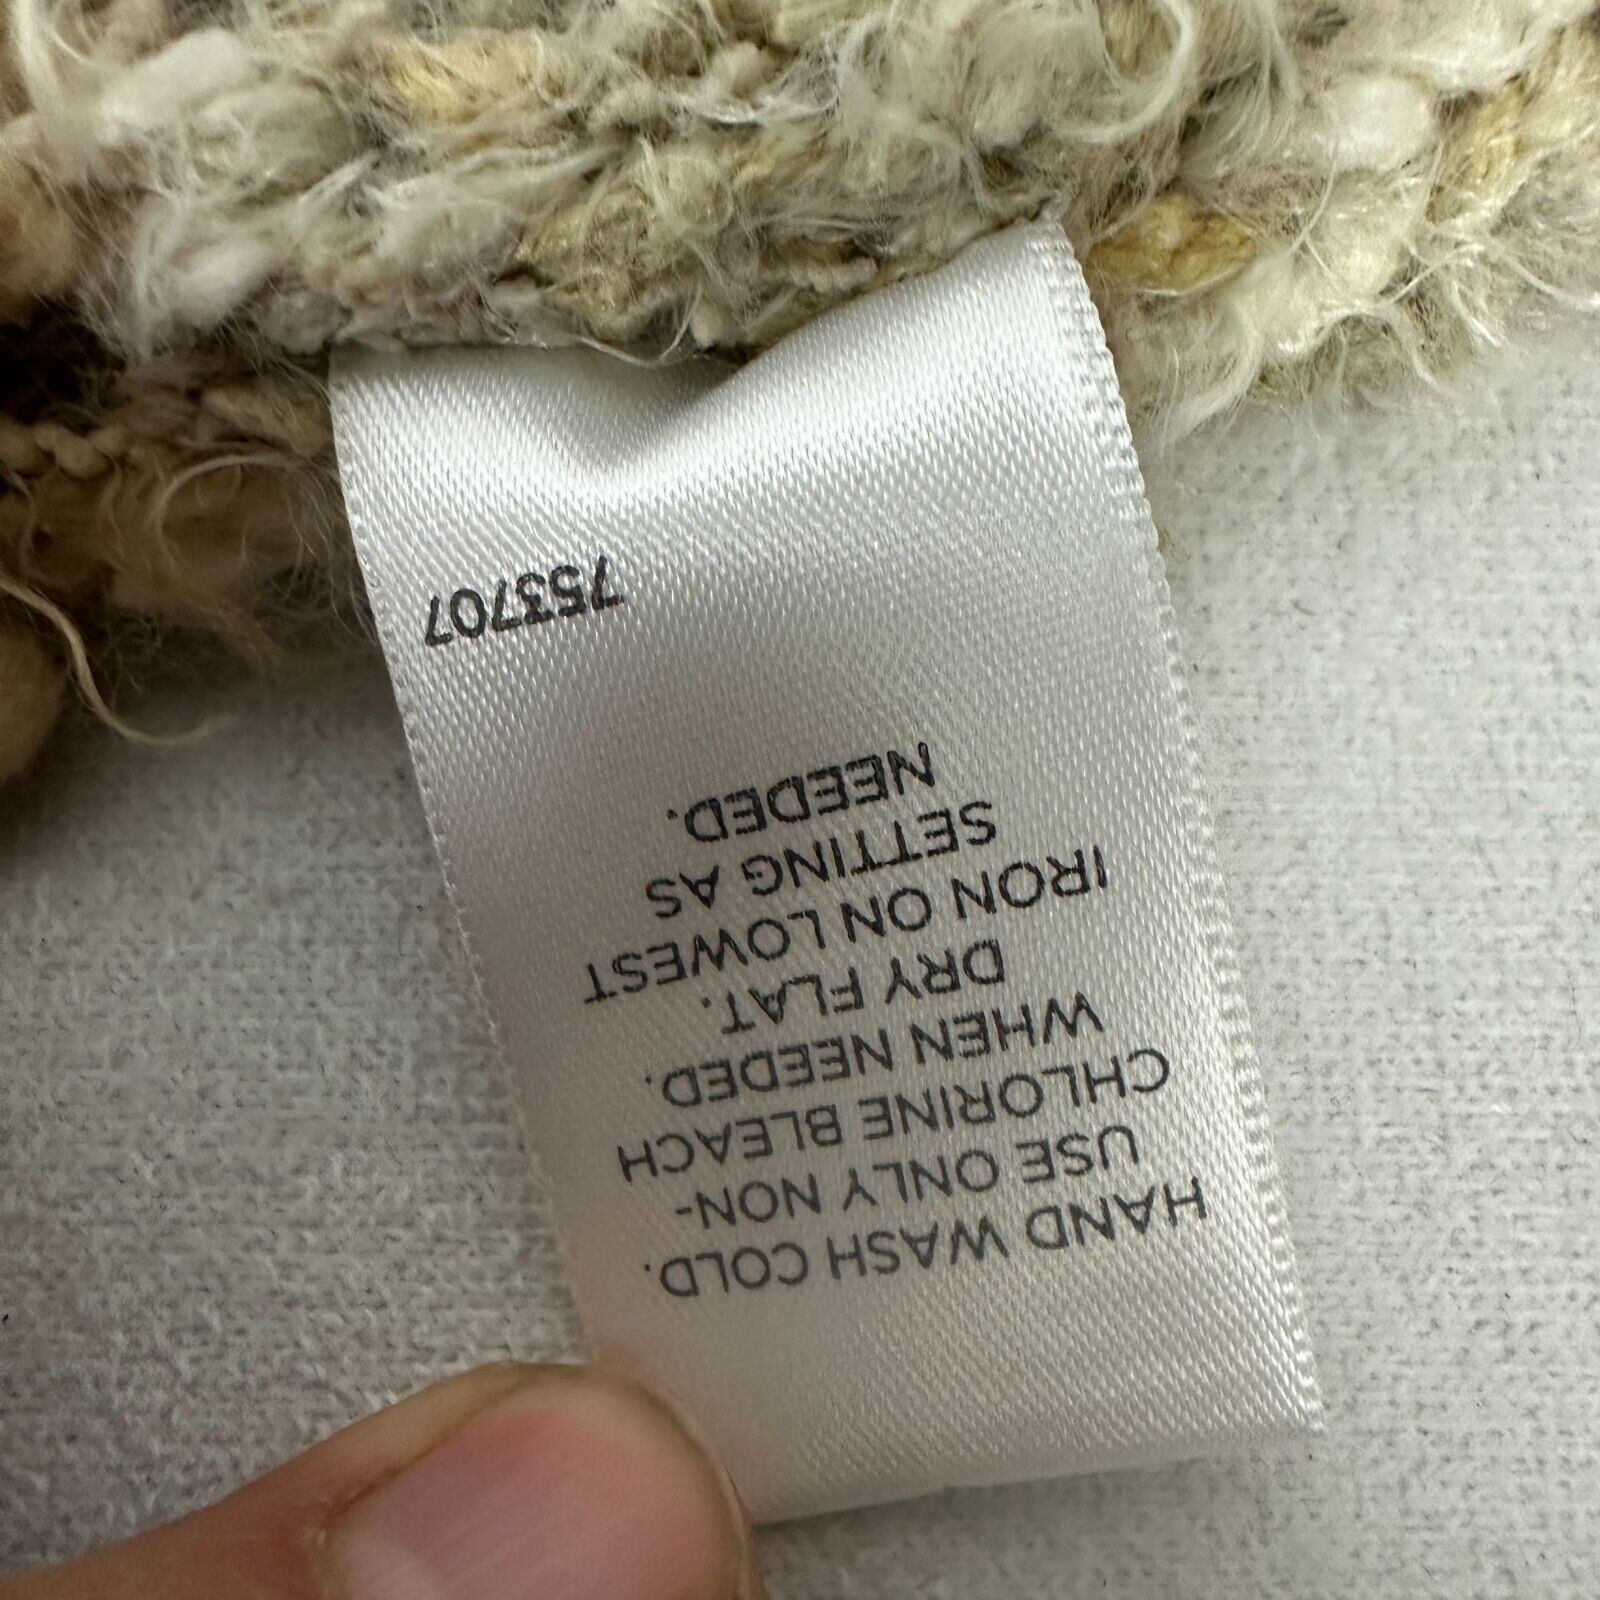 HAND WASH COLD.
USE ONLY NON-
CHLORINE BLEACH
WHEN NEEDED.
DRY FLAT.
IRON ON LOWEST
SETTING AS
NEEDED.
753707